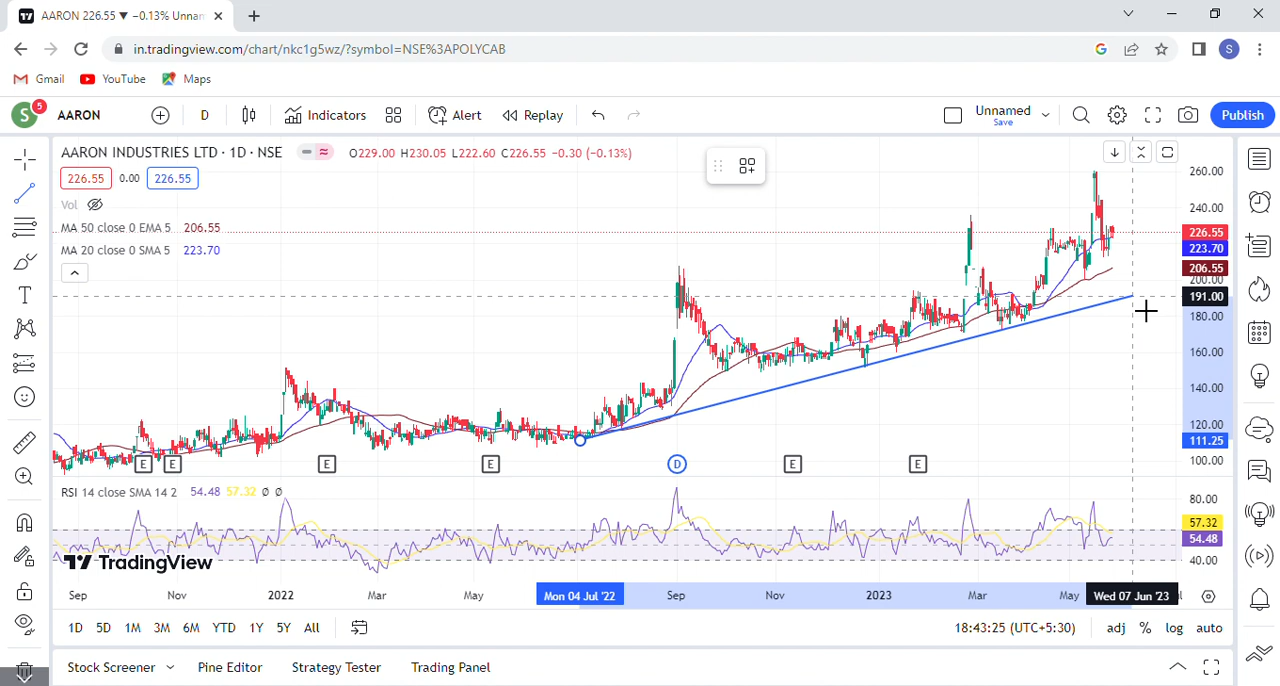 AARON 226.55 ▼ −0.13% Unnar
in.tradingview.com/chart/nkc1g5wz/?symbol=NSE%3APOLYCAB
G S
Gmail YouTube Maps
S 5 AARON D Indicators Alert Replay Unnamed Save Publish
AARON INDUSTRIES LTD · 1D · NSE O229.00 H230.05 L222.60 C226.55 −0.30 (−0.13%)
226.55 0.00 226.55
Vol
MA 50 close 0 EMA 5 206.55
MA 20 close 0 SMA 5 223.70
260.00
240.00
226.55
223.70
206.55
200.00
191.00
180.00
160.00
140.00
120.00
111.25
100.00
E E E E D E E
RSI 14 close SMA 14 2 54.48 57.32 Ø Ø
80.00
57.32
54.48
40.00
TradingView
Sep Nov 2022 Mar May Mon 04 Jul '22 Sep Nov 2023 Mar May Wed 07 Jun '23
1D 5D 1M 3M 6M YTD 1Y 5Y All 18:43:25 (UTC+5:30) adj % log auto
Stock Screener Pine Editor Strategy Tester Trading Panel